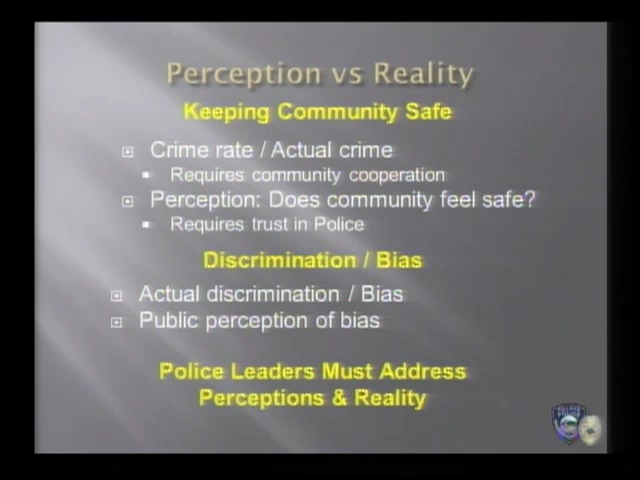 Perception vs Reality
Keeping Community Safe
Crime rate / Actual crime
Requires community cooperation
Perception: Does community feel safe?
Requires trust in Police
Discrimination / Bias
Actual discrimination / Bias
Public perception of bias
Police Leaders Must Address
Perceptions & Reality